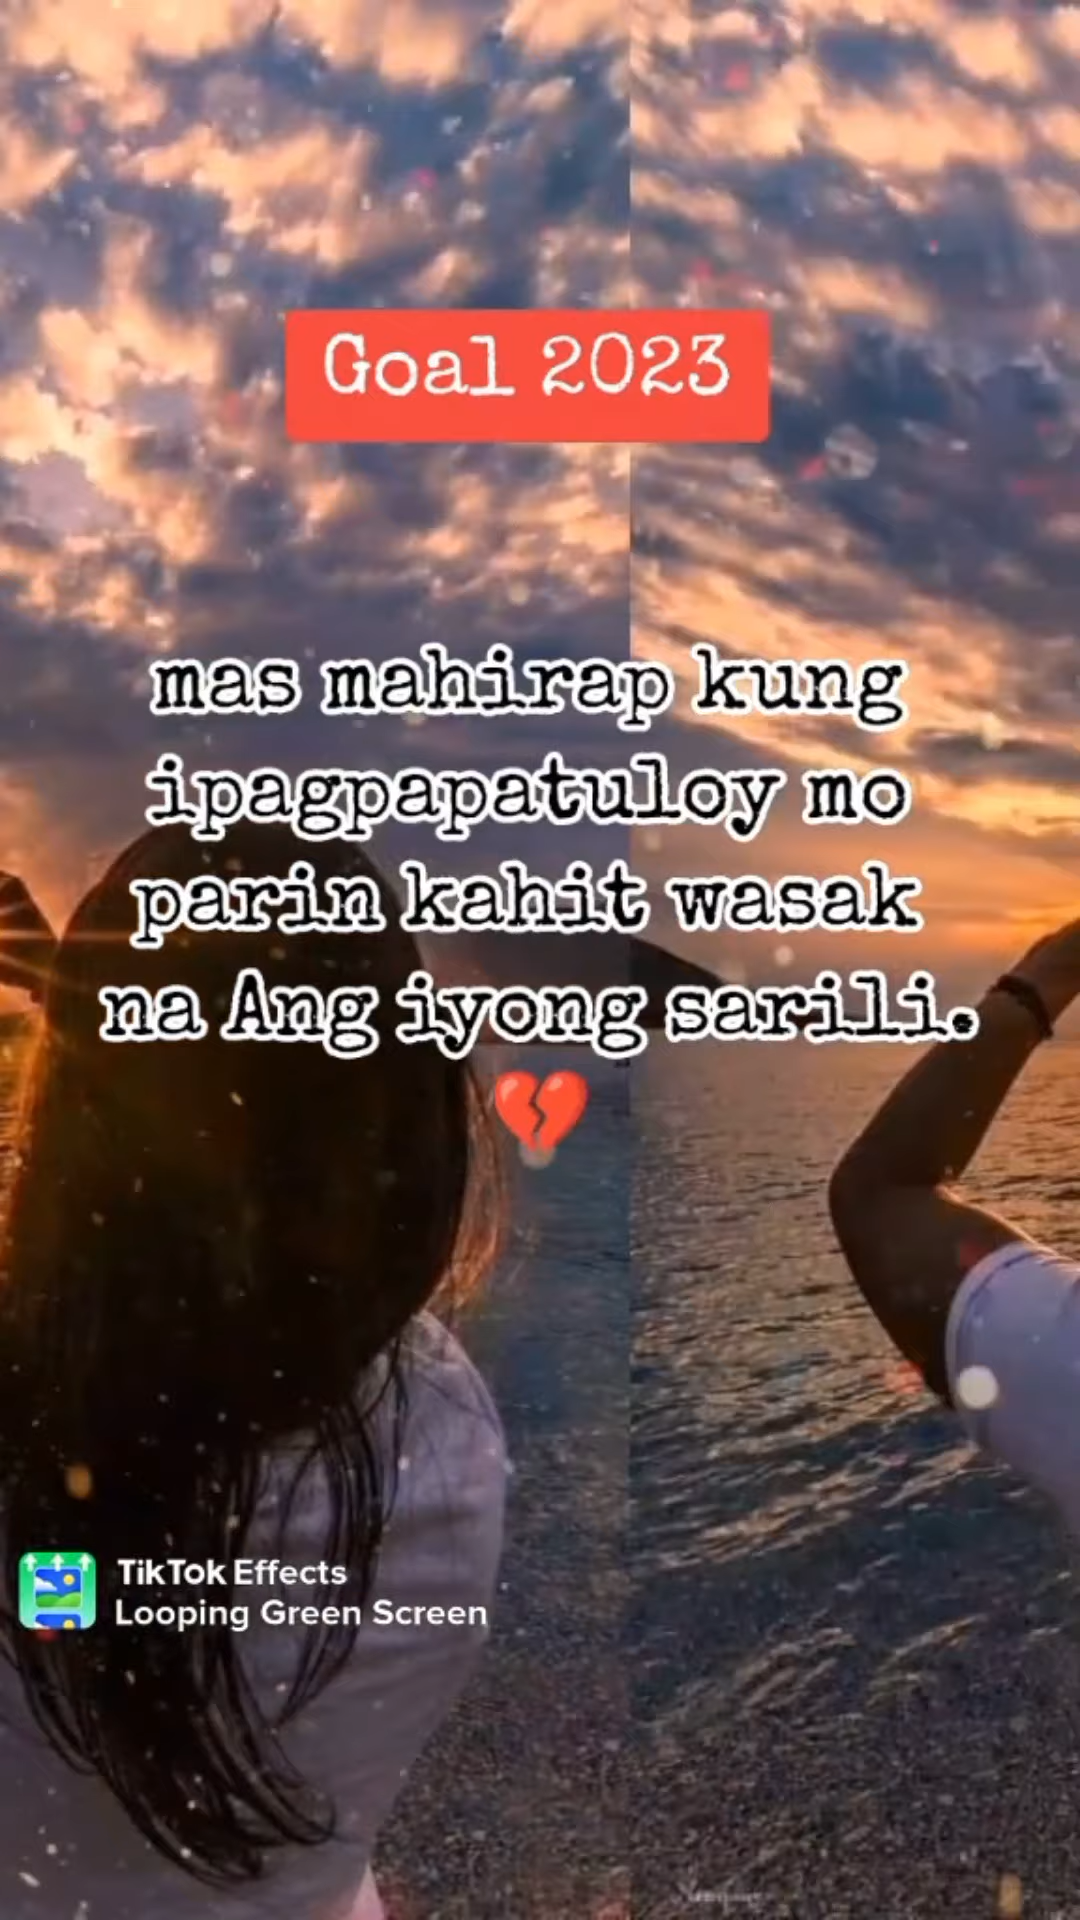 Goal 2023
mas mahirap kung
ipagpapatuloy mo
parin kahit wasak
na Ang iyong sarili.
💔
TikTok Effects
Looping Green Screen